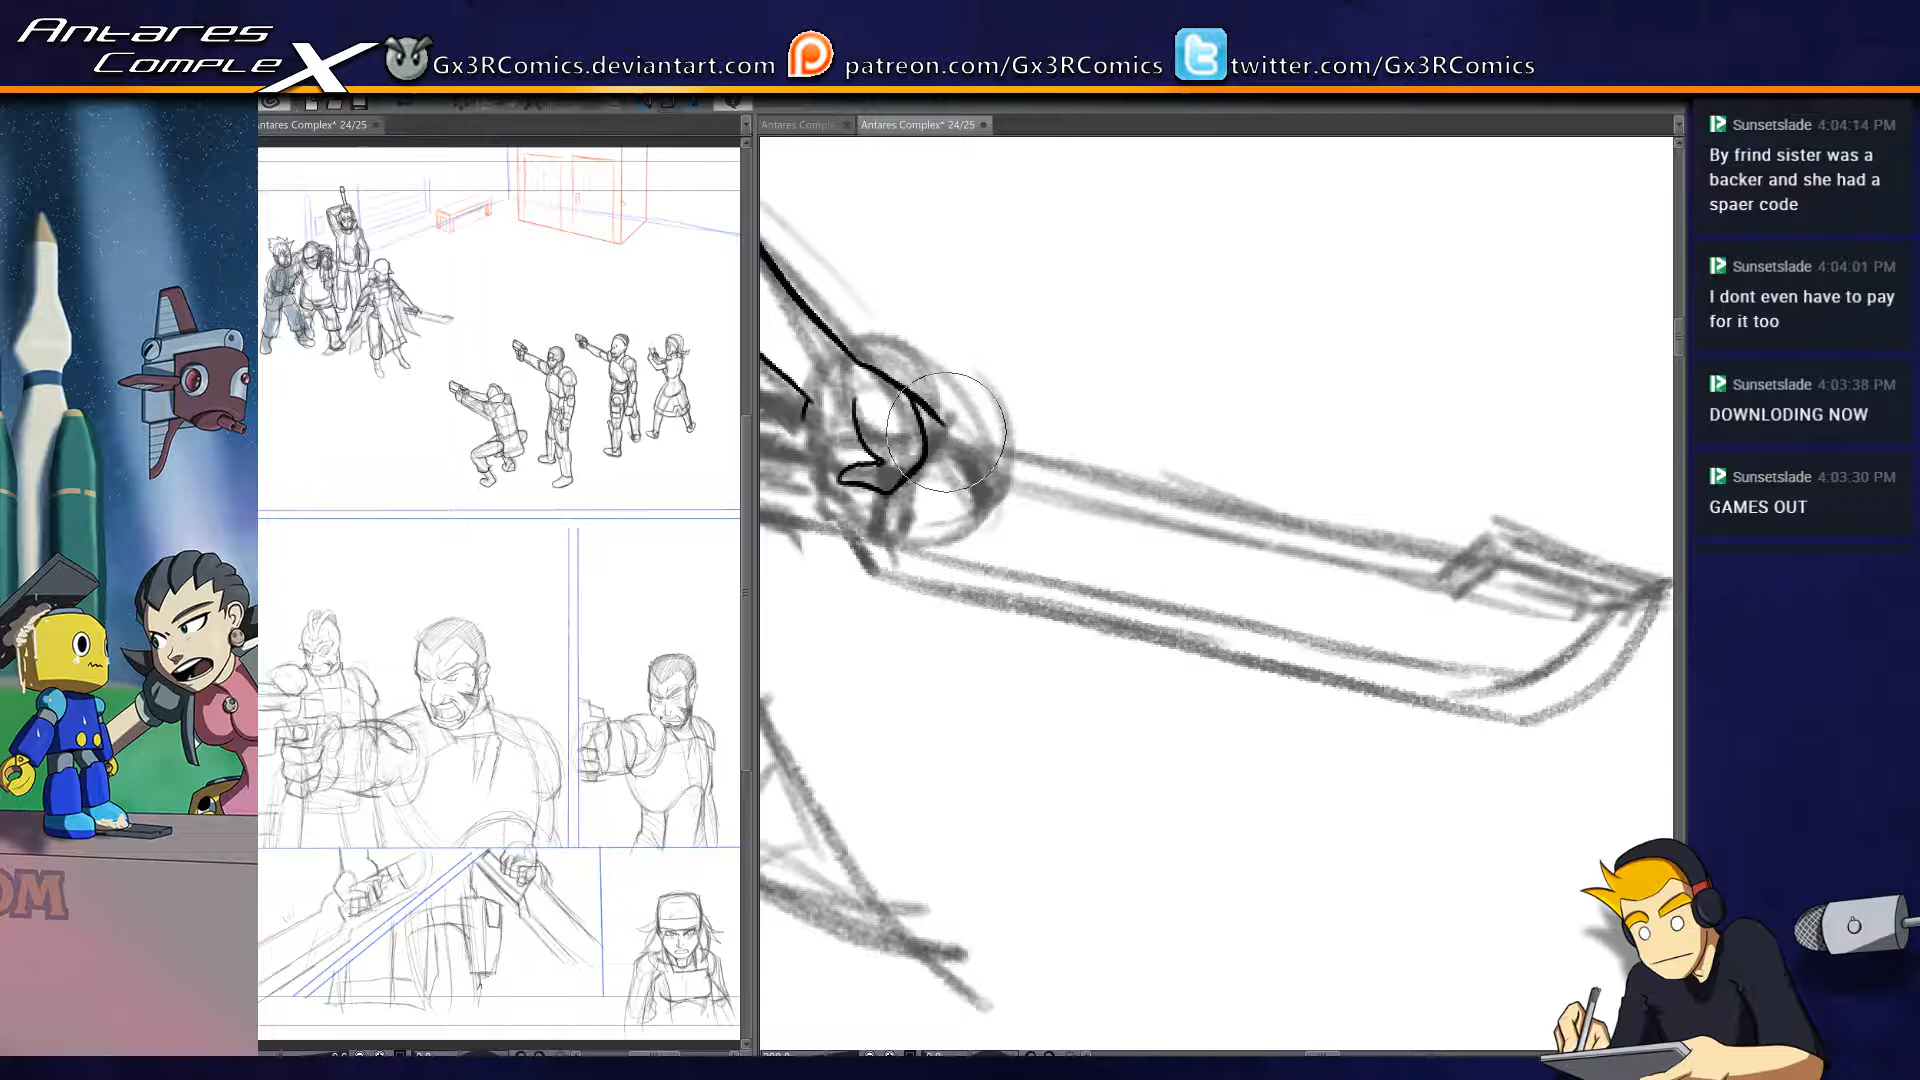 Antares
Complex
Gx3RComics.deviantart.com
patreon.com/Gx3RComics
twitter.com/Gx3RComics
ntares Complex* 24/25
Antares Comple
Antares Complex* 24/25
Sunsetslade 4:04:14 PM
By frind sister was a
backer and she had a
spaer code
Sunsetslade 4:04:01 PM
I dont even have to pay
for it too
Sunsetslade 4:03:38 PM
DOWNLODING NOW
Sunsetslade 4:03:30 PM
GAMES OUT
OM